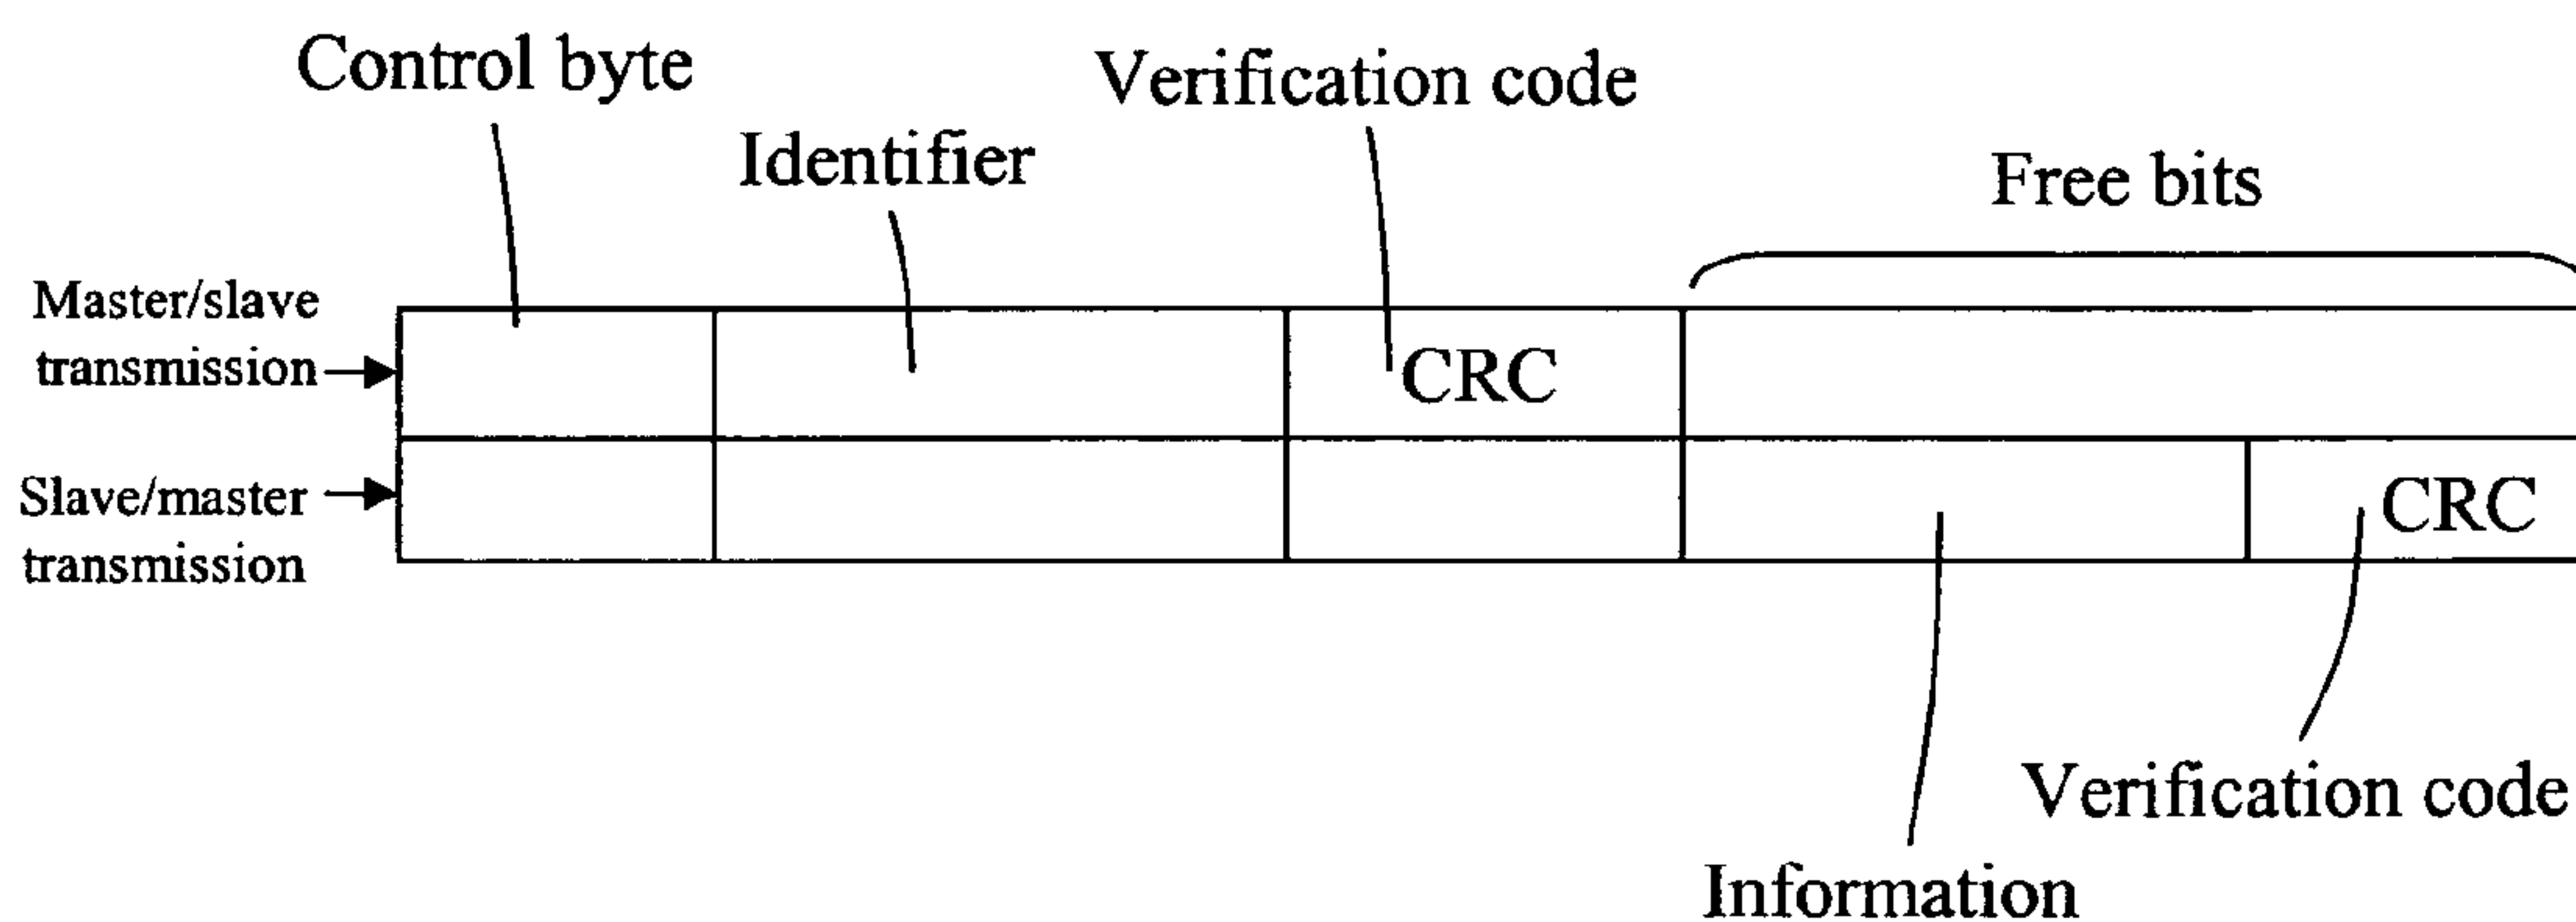 Control byte
Verification code
Identifier
Free bits
Master/slave
transmission
CRC
Slave/master
transmission
CRC
Verification code
Information